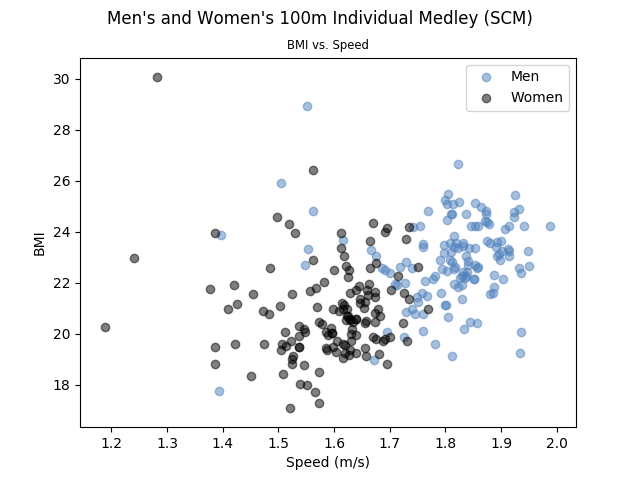 Men's and Women's 100m Individual Medley (SCM)
BMI vs. Speed
Men
Women
BMI
30
28
26
24
22
20
18
1.2 1.3 1.4 1.5 1.6 1.7 1.8 1.9 2.0
Speed (m/s)